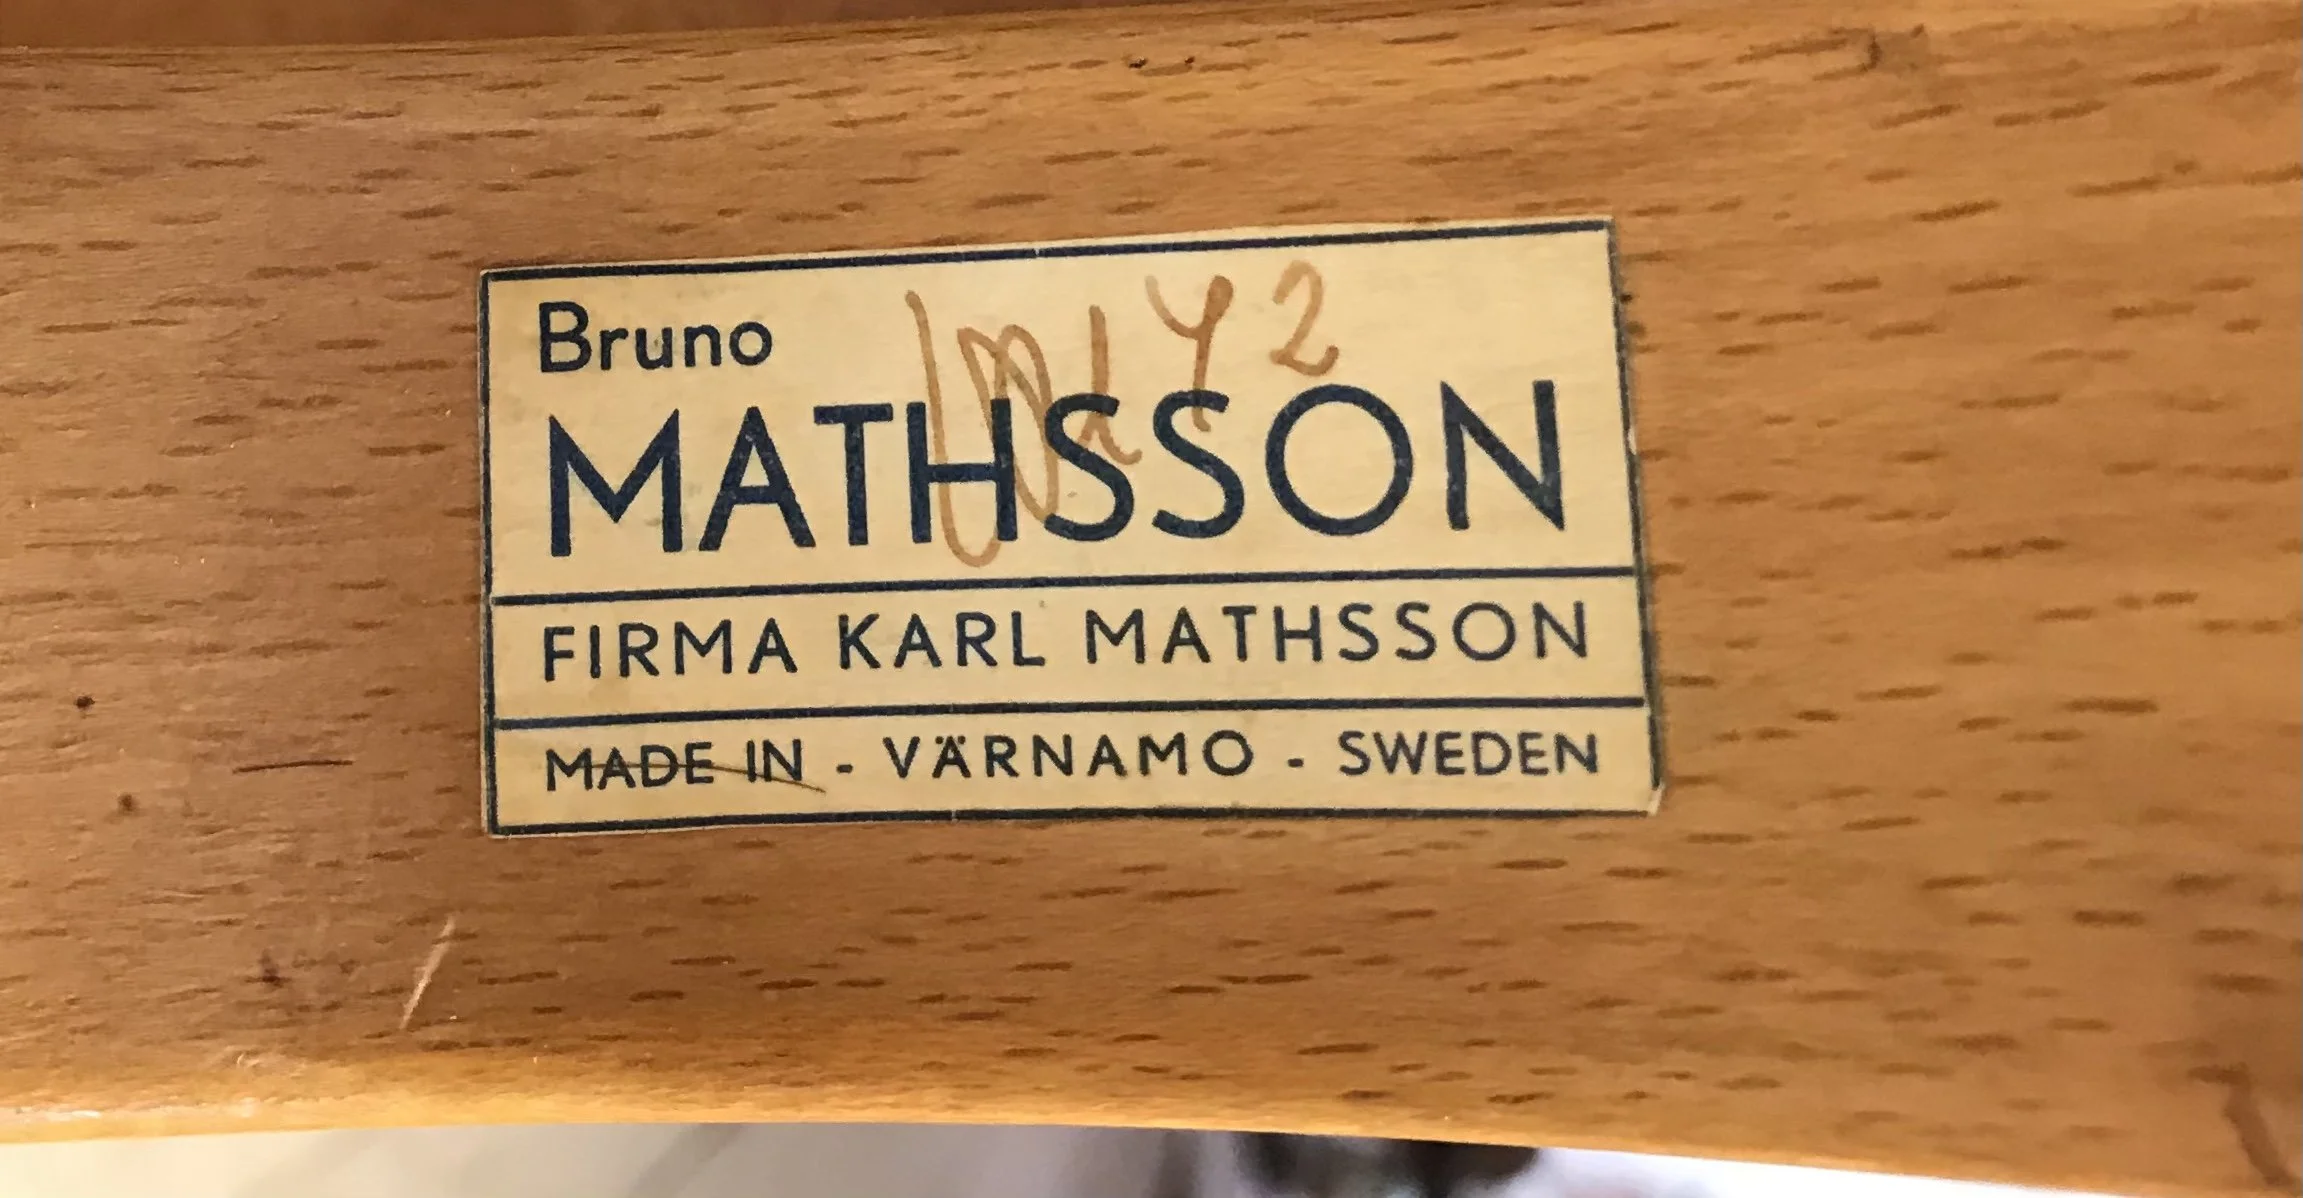 Bruno
MATHSSON
FIRMA KARL MATHSSON
MADE IN - VÄRNAMO - SWEDEN